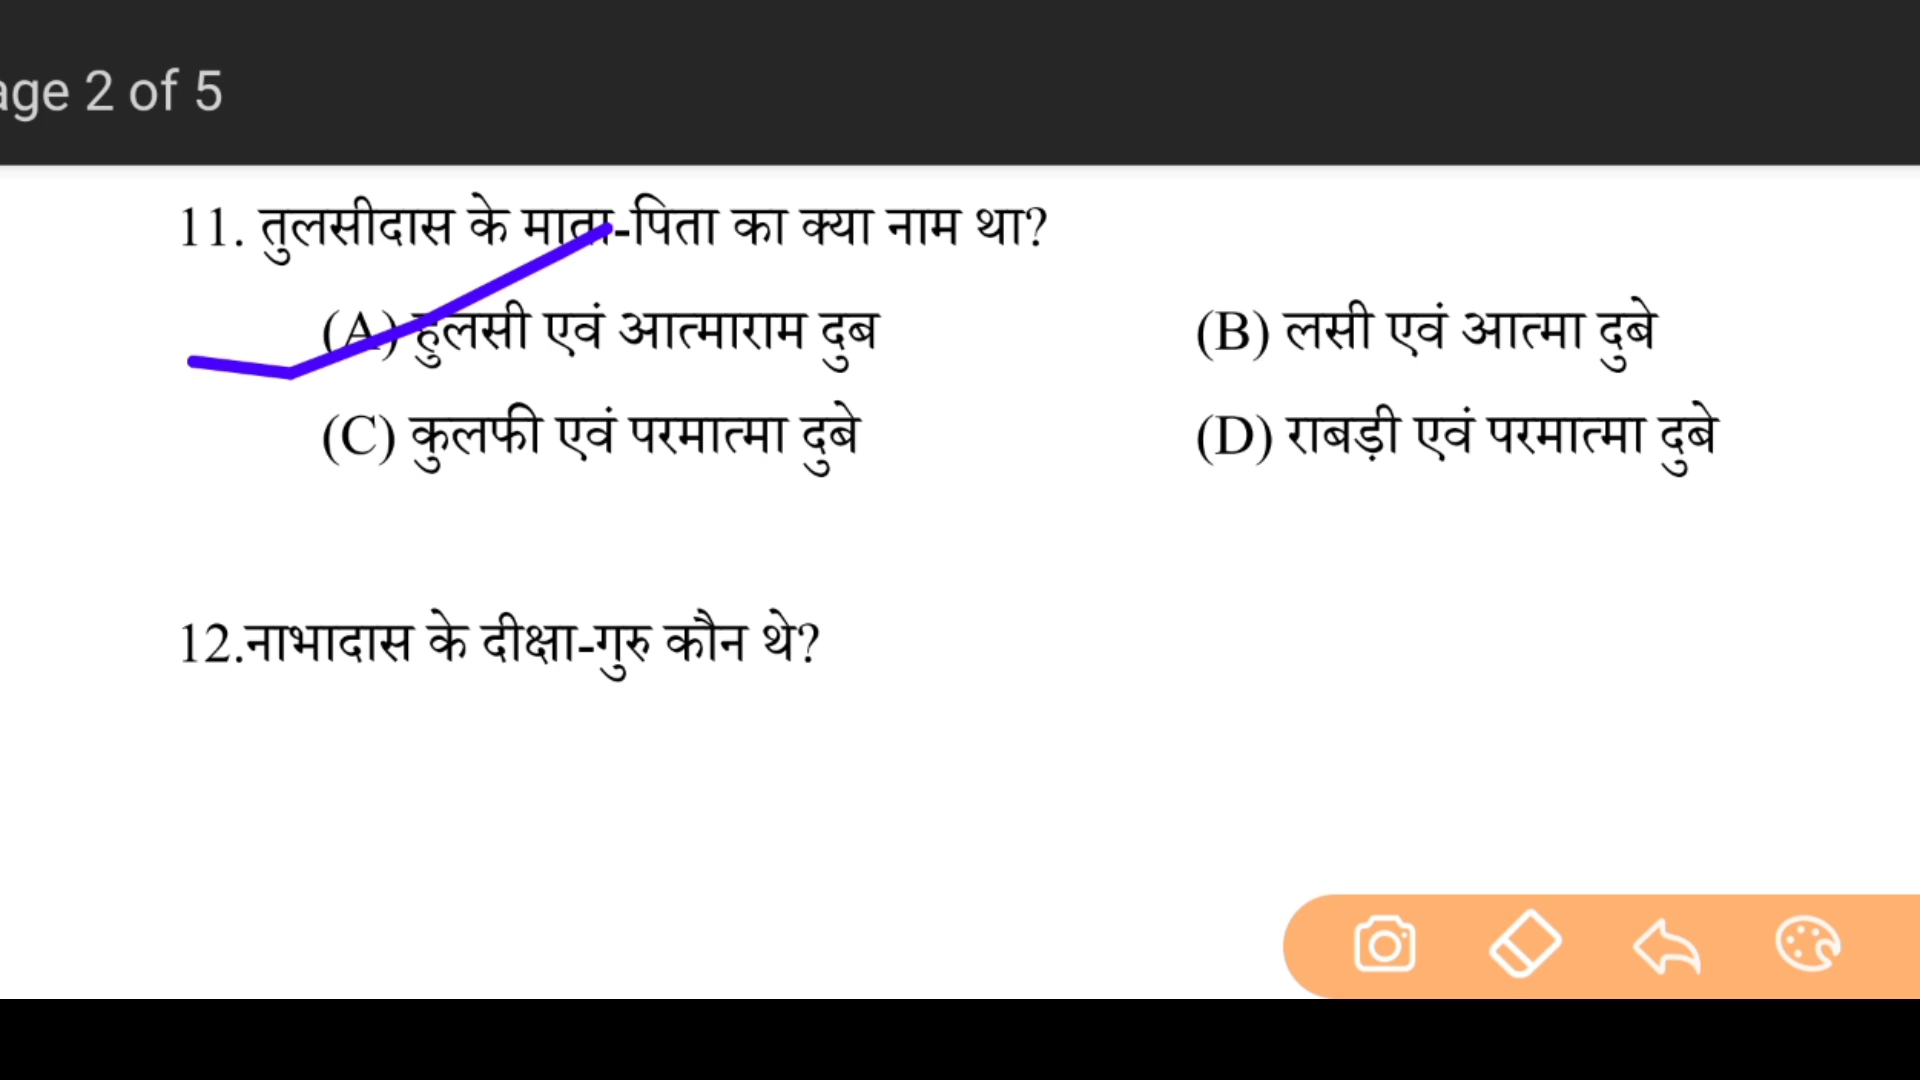 age 2 of 5
11. तुलसीदास के माता-पिता का क्या नाम था?
(A) हुलसी एवं आत्माराम दुब (B) लसी एवं आत्मा दुबे
(C) कुलफी एवं परमात्मा दुबे (D) राबड़ी एवं परमात्मा दुबे
12.नाभादास के दीक्षा-गुरु कौन थे?